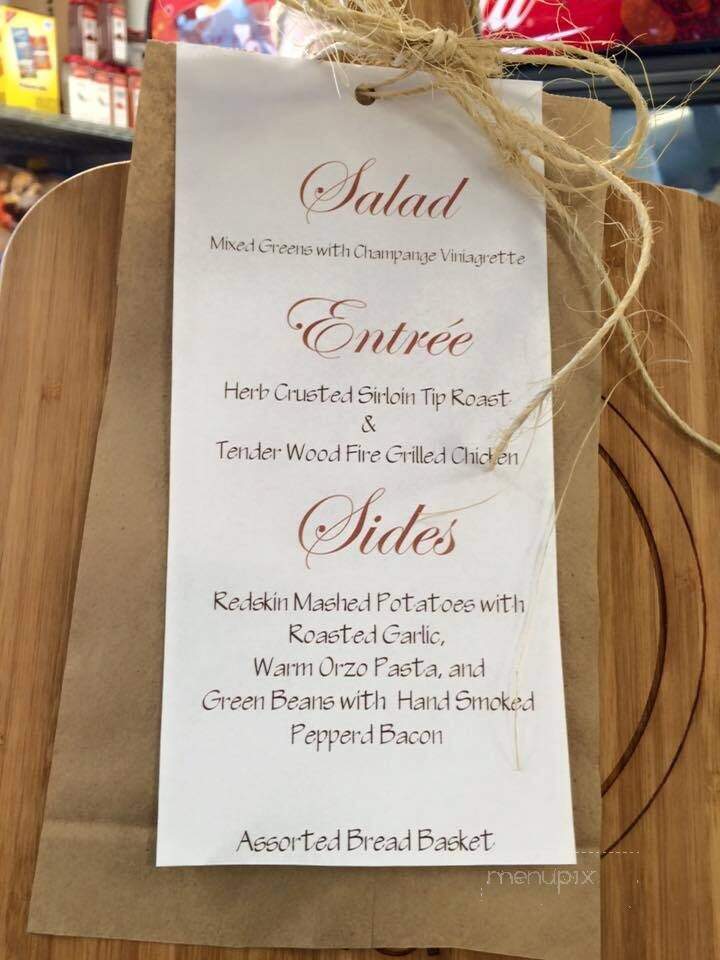 Salad
Mixed Greens with Champange Viniagrette
Entrée
Herb Crusted Sirloin Tip Roast
&
Tender Wood Fire Grilled Chicken
Sides
Redskin Mashed Potatoes with
Roasted Garlic,
Warm Orzo Pasta, and
Green Beans with Hand Smoked
Pepperd Bacon
Assorted Bread Basket
menupix